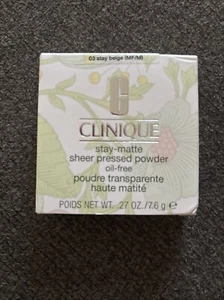 03 stay beige (MF/M)
C
CLINIQUE
stay-matte
sheer pressed powder
oil-free
poudre transparente
haute matité
POIDS NET WT. .27 OZ./7.6 g ℮